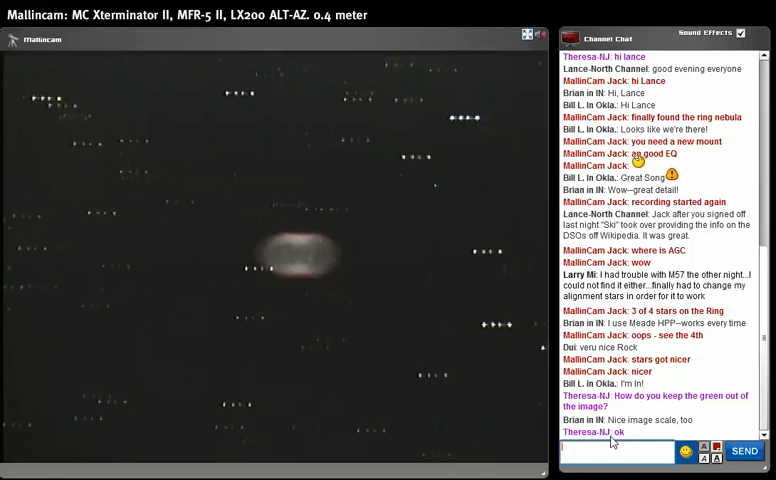 Mallincam: MC Xterminator II, MFR-5 II, LX200 ALT-AZ. 0.4 meter
Mallincam
Channel Chat
Sound Effects
Theresa-NJ: hi lance
Lance-North Channel: good evening everyone
MallinCam Jack: hi Lance
Brian in IN: Hi, Lance
Bill L. In Okla.: Hi Lance
MallinCam Jack: finally found the ring nebula
Bill L. In Okla.: Looks like we're there!
MallinCam Jack: you need a new mount
MallinCam Jack: an good EQ
MallinCam Jack:
Bill L. In Okla.: Great Song
Brian in IN: Wow--great detail!
MallinCam Jack: recording started again
Lance-North Channel: Jack after you signed off
last night "Ski" took over providing the info on the
DSOs off Wikipedia. It was great.
MallinCam Jack: where is AGC
MallinCam Jack: wow
Larry Mi: I had trouble with M57 the other night...I
could not find it either...finally had to change my
alignment stars in order for it to work
MallinCam Jack: 3 of 4 stars on the Ring
Brian in IN: I use Meade HPP--works every time
MallinCam Jack: oops - see the 4th
Dui: veru nice Rock
MallinCam Jack: stars got nicer
MallinCam Jack: nicer
Bill L. In Okla.: I'm In!
Theresa-NJ: How do you keep the green out of
the image?
Brian in IN: Nice image scale, too
Theresa-NJ: ok
A
A A
SEND